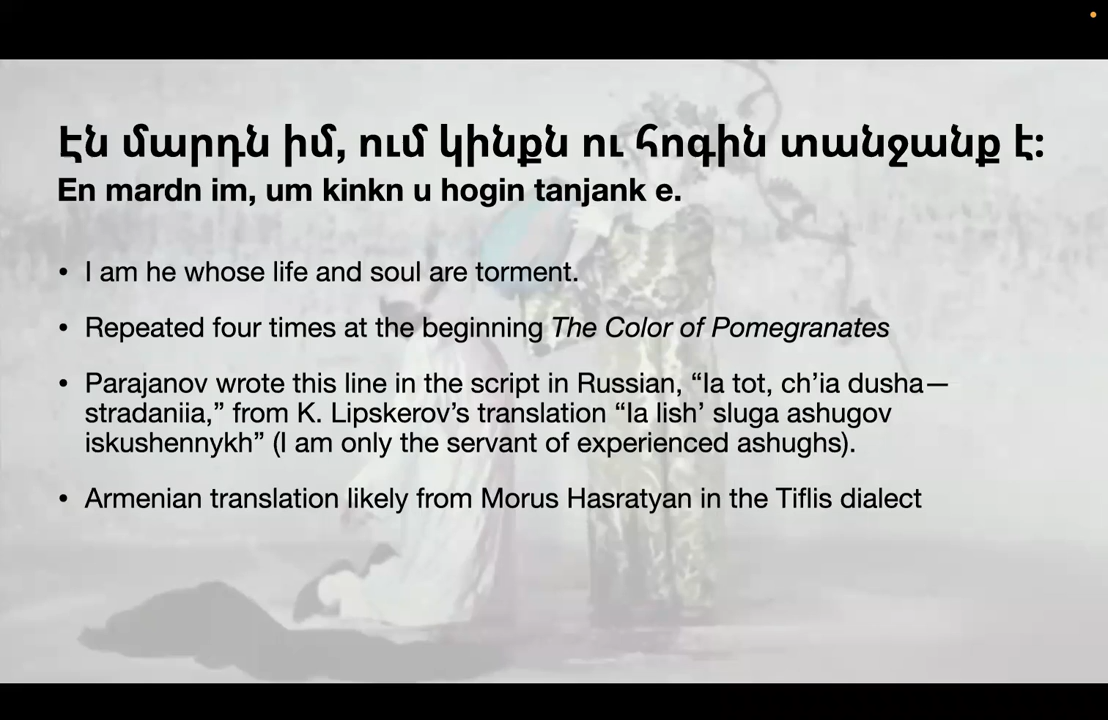 Էն մարդն իմ, ում կինքն ու հոգին տանջանք է:
En mardn im, um kinkn u hogin tanjank e.
• I am he whose life and soul are torment.
• Repeated four times at the beginning The Color of Pomegranates
• Parajanov wrote this line in the script in Russian, “Ia tot, ch’ia dusha—
stradaniia,” from K. Lipskerov’s translation “Ia lish’ sluga ashugov
iskushennykh” (I am only the servant of experienced ashughs).
• Armenian translation likely from Morus Hasratyan in the Tiflis dialect